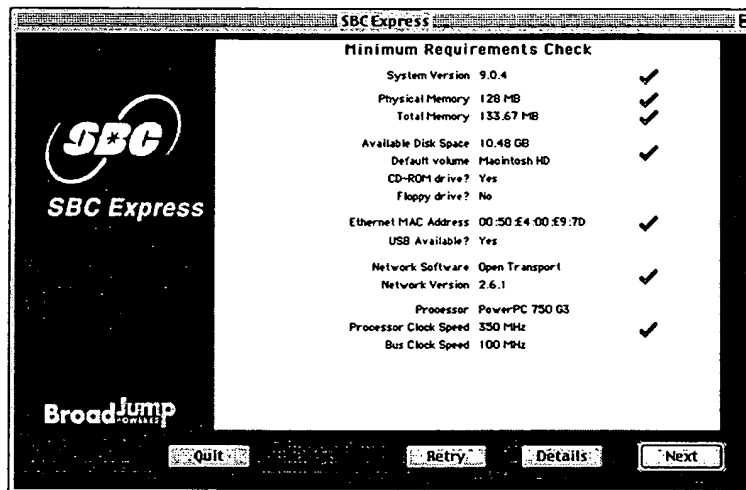 SBC Express
Minimum Requirements Check
System Version 9.0.4
Physical Memory 128 MB
Total Memory 133.67 MB
Available Disk Space 10.48 GB
Default volume Macintosh HD
CD-ROM drive? Yes
Floppy drive? No
Ethernet MAC Address 00:50:E4:00:E9:7D
USB Available? Yes
Network Software Open Transport
Network Version 2.6.1
Processor PowerPC 750 G3
Processor Clock Speed 350 MHz
Bus Clock Speed 100 MHz
SBC
SBC Express
BroadJump
POWERED
Quit Retry Details Next